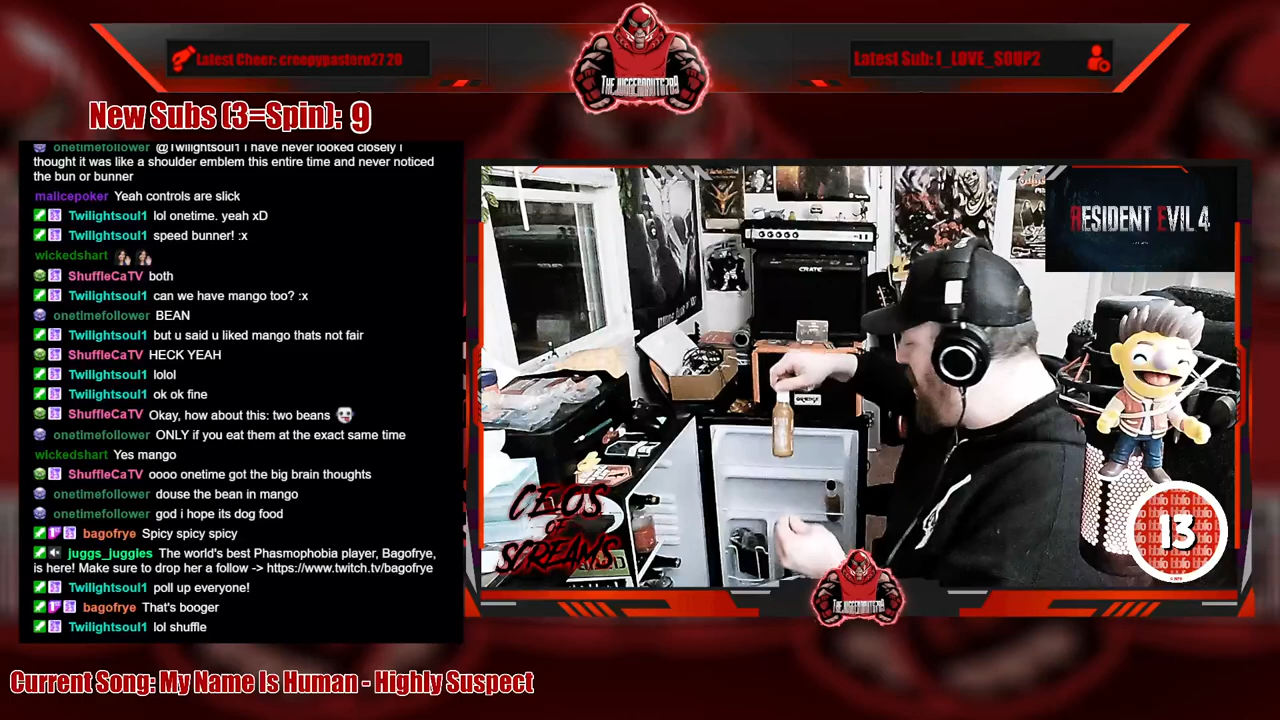 Latest Cheer: creepypastero27 20
THEJUGGERNAUT6789
Latest Sub: I_LOVE_SOUP2
New Subs (3=Spin): 9
onetimefollower @Twilightsoul1 i have never looked closely i
thought it was like a shoulder emblem this entire time and never noticed
the bun or bunner
malicepoker Yeah controls are slick
Twilightsoul1 lol onetime. yeah xD
Twilightsoul1 speed bunner! :x
wickedshart
ShuffleCaTV both
Twilightsoul1 can we have mango too? :x
onetimefollower BEAN
Twilightsoul1 but u said u liked mango thats not fair
ShuffleCaTV HECK YEAH
Twilightsoul1 lolol
Twilightsoul1 ok ok fine
ShuffleCaTV Okay, how about this: two beans
onetimefollower ONLY if you eat them at the exact same time
wickedshart Yes mango
ShuffleCaTV oooo onetime got the big brain thoughts
onetimefollower douse the bean in mango
onetimefollower god i hope its dog food
bagofrye Spicy spicy spicy
juggs_juggies The world's best Phasmophobia player, Bagofrye,
is here! Make sure to drop her a follow -> https://www.twitch.tv/bagofrye
Twilightsoul1 poll up everyone!
bagofrye That's booger
Twilightsoul1 lol shuffle
RESIDENT EVIL 4
CRATE
ORANGE
CEOS
OF
SCREAMS
13
THEJUGGERNAUT6789
Current Song: My Name Is Human - Highly Suspect